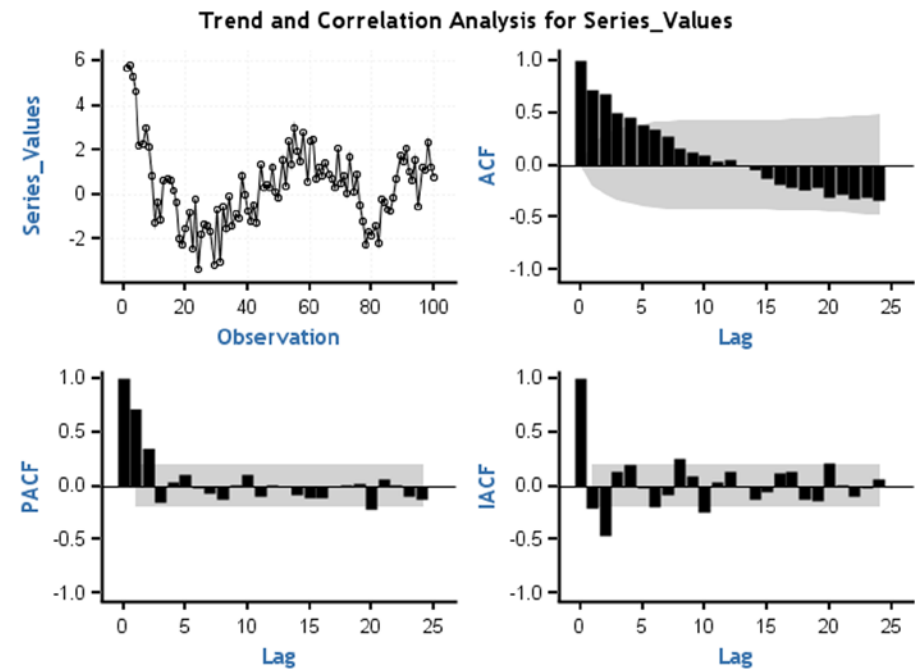 Trend and Correlation Analysis for Series_Values
Series_Values
6
4
2
0
-2
0 20 40 60 80 100
Observation
ACF
1.0
0.5
0.0
-0.5
-1.0
0 5 10 15 20 25
Lag
PACF
1.0
0.5
0.0
-0.5
-1.0
0 5 10 15 20 25
Lag
IACF
1.0
0.5
0.0
-0.5
-1.0
0 5 10 15 20 25
Lag